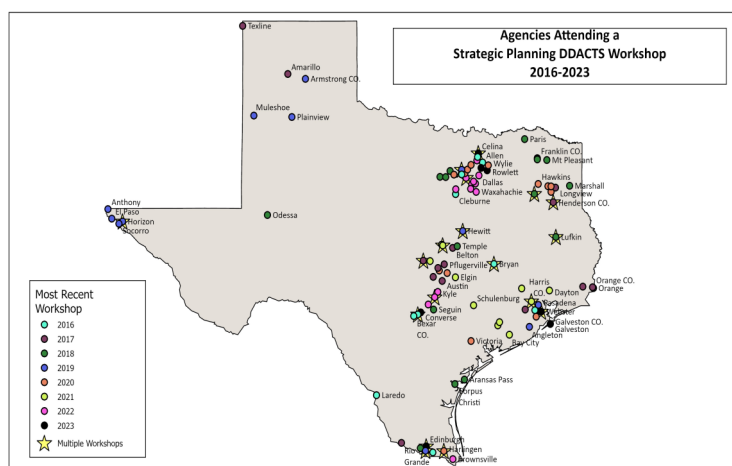 Agencies Attending a
Strategic Planning DDACTS Workshop
2016-2023
Texline
Amarillo
Armstrong CO.
Muleshoe
Plainview
Paris
Celina
Allen
Franklin CO.
Mt Pleasant
Wylie
Rowlett
Dallas
Waxahachie
Cleburne
Hawkins
Marshall
Longview
Henderson CO.
Anthony
El Paso
Horizon
Socorro
Odessa
Hewitt
Lufkin
Temple
Belton
Bryan
Pflugerville
Elgin
Austin
Harris
CO.
Dayton
Orange CO.
Orange
Kyle
Schulenburg
Pasadena
Webster
Seguin
Converse
Bexar
CO.
Galveston CO.
Galveston
Angleton
Bay City
Victoria
Aransas Pass
Corpus
Christi
Laredo
Edinburgh
Rio
Grande
Harlingen
Brownsville
Most Recent
Workshop
2016
2017
2018
2019
2020
2021
2022
2023
Multiple Workshops